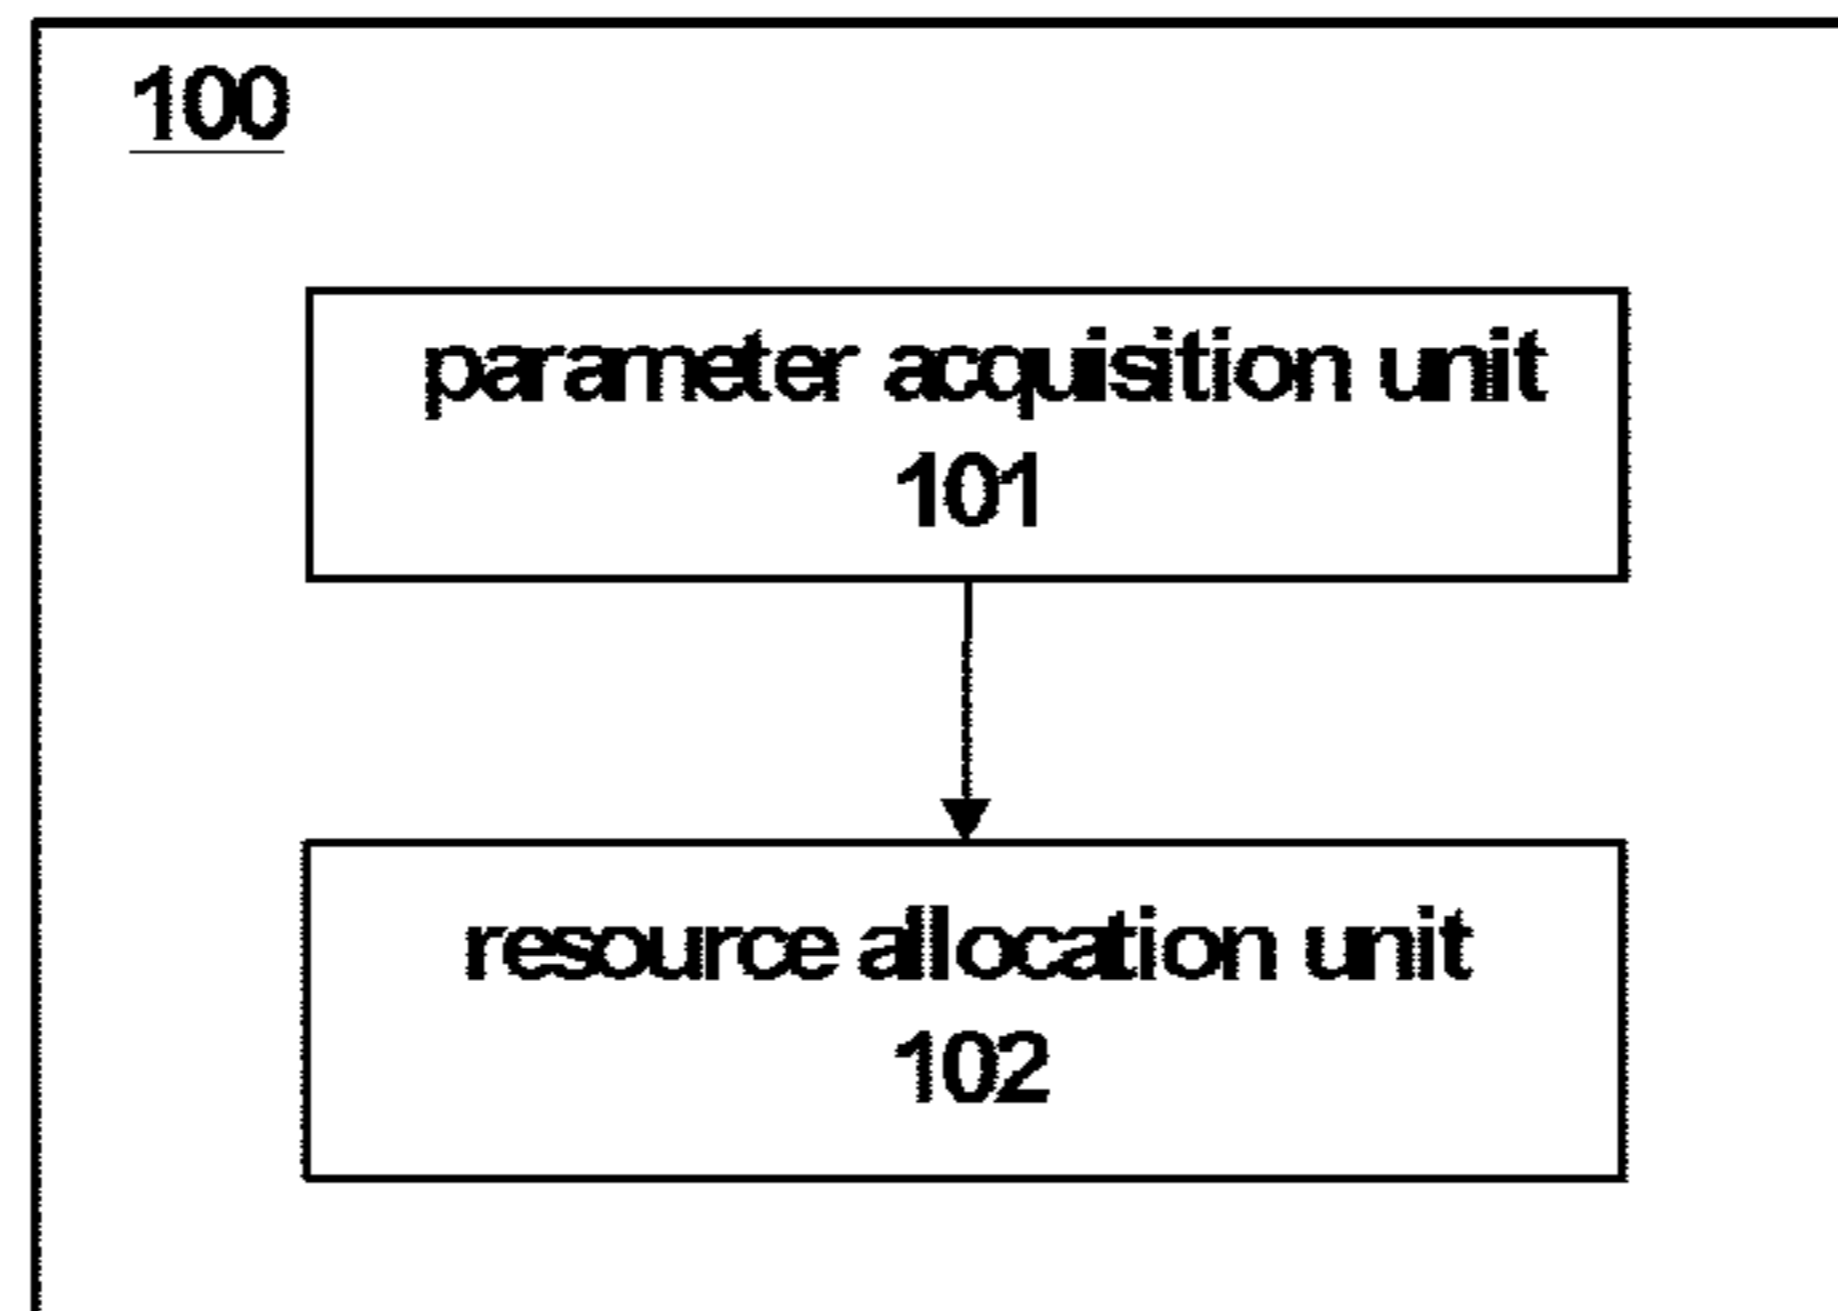 100
parameter acquisition unit
101
resource allocation unit
102